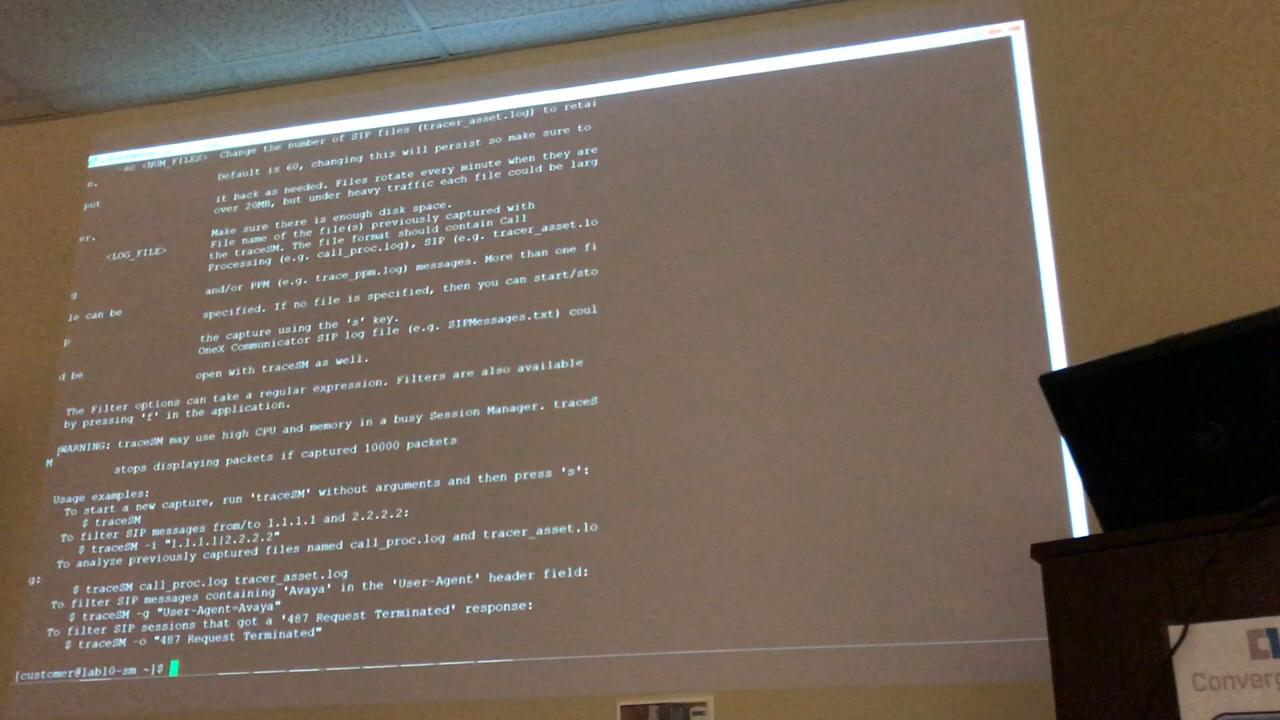 <NUM_FILES> Change the number of SIP files (tracer_asset.log) to retai
n.
Default is 60, changing this will persist so make sure to
put
it back as needed. Files rotate every minute when they are
over 20MB, but under heavy traffic each file could be larg
er.
Make sure there is enough disk space.
<LOG_FILE> File name of the file(s) previously captured with
the traceSM. The file format should contain Call
Processing (e.g. call_proc.log), SIP (e.g. tracer_asset.lo
g
and/or PPM (e.g. trace_ppm.log) messages. More than one fi
le can be
specified. If no file is specified, then you can start/sto
p
the capture using the 's' key.
OneX Communicator SIP log file (e.g. SIPMessages.txt) coul
d be
open with traceSM as well.
The Filter options can take a regular expression. Filters are also available
by pressing 'f' in the application.
WARNING: traceSM may use high CPU and memory in a busy Session Manager. traceS
M
stops displaying packets if captured 10000 packets
Usage examples:
To start a new capture, run 'traceSM' without arguments and then press 's':
$ traceSM
To filter SIP messages from/to 1.1.1.1 and 2.2.2.2:
$ traceSM -i "1.1.1.1|2.2.2.2"
To analyze previously captured files named call_proc.log and tracer_asset.lo
g:
$ traceSM call_proc.log tracer_asset.log
To filter SIP messages containing 'Avaya' in the 'User-Agent' header field:
$ traceSM -g "User-Agent=Avaya"
To filter SIP sessions that got a '487 Request Terminated' response:
$ traceSM -o "487 Request Terminated"
[customer@lab10-sm ~]$
Converg